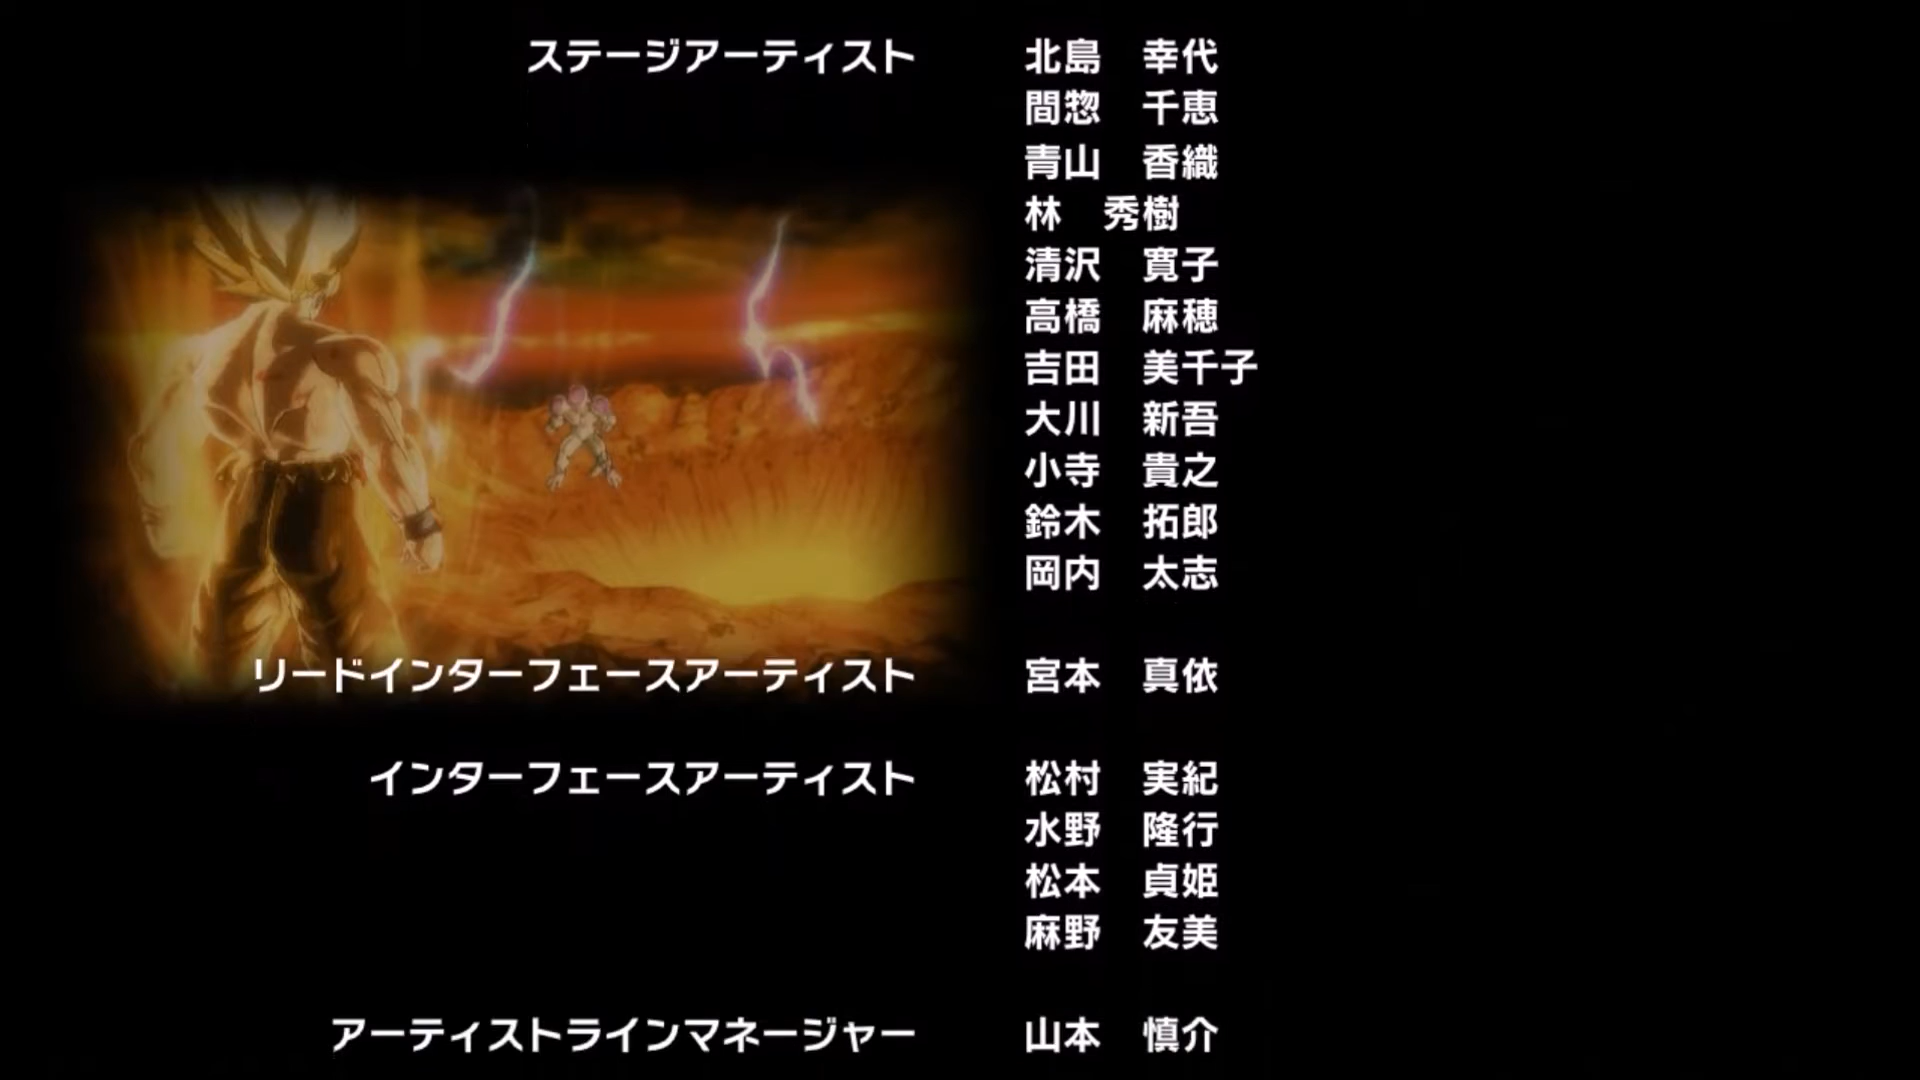 ステージアーティスト 北島 幸代
間惣 千恵
青山 香織
林 秀樹
清沢 寛子
高橋 麻穂
吉田 美千子
大川 新吾
小寺 貴之
鈴木 拓郎
岡内 太志
リードインターフェースアーティスト 宮本 真依
インターフェースアーティスト 松村 実紀
水野 隆行
松本 貞姫
麻野 友美
アーティストラインマネージャー 山本 慎介